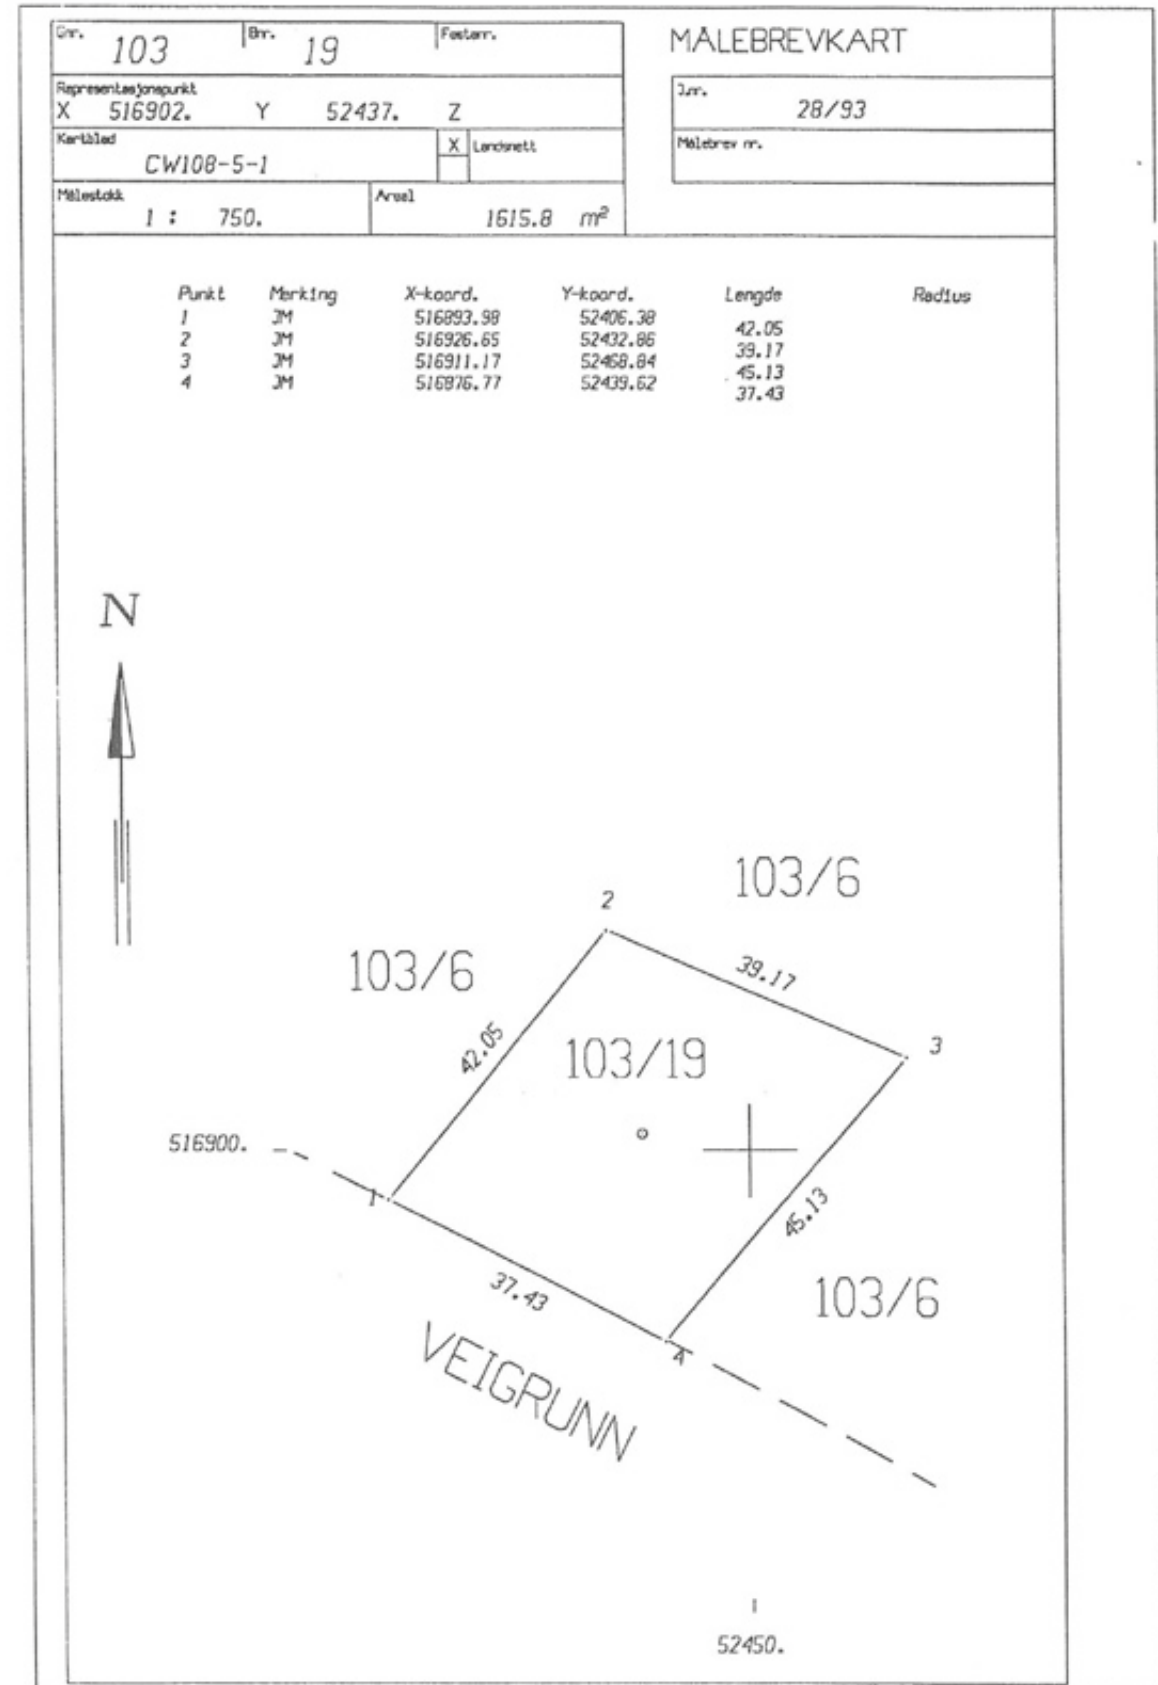 Gnr. 103 Bnr. 19 Festenr.
MÅLEBREVKART
Representasjonspunkt
X 516902. Y 52437. Z
J.nr.
28/93
Kartblad
CW108-5-1
X Landsnett
Målebrev nr.
Målestokk
1 : 750.
Areal
1615.8 m²
Punkt Merking X-koord. Y-koord. Lengde Radius
1 JM 516893.98 52406.38
42.05
2 JM 516926.65 52432.86
39.17
3 JM 516911.17 52468.84
45.13
4 JM 516876.77 52439.62
37.43
N
103/6
2
103/6
39.17
3
42.05
103/19
516900.
1
45.13
37.43
103/6
4
VEIGRUNN
52450.